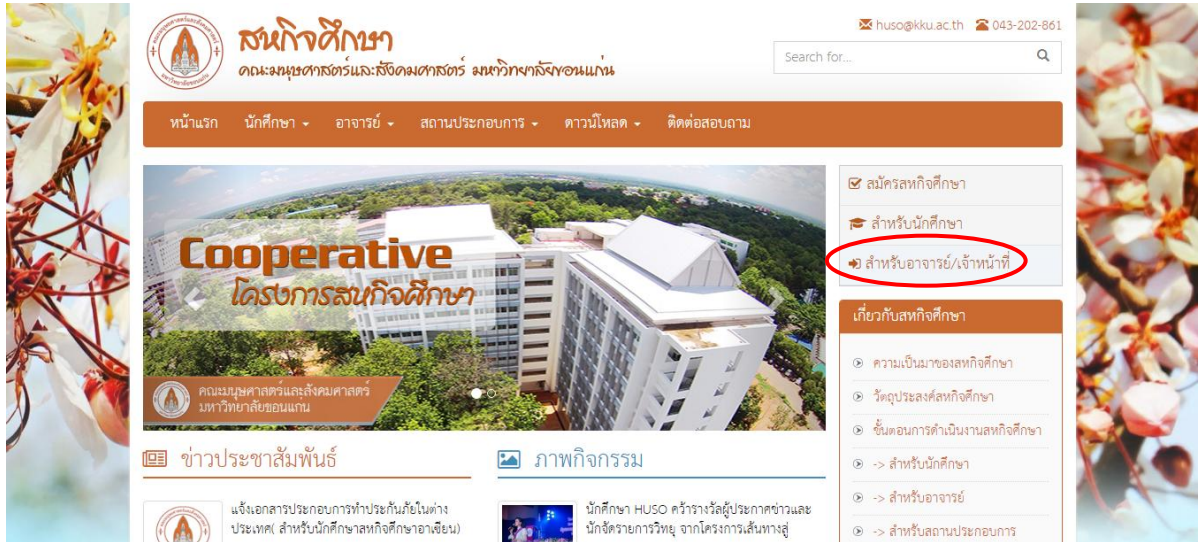 สหกิจศึกษา
คณะมนุษศาสตร์และสังคมศาสตร์ มหาวิทยาลัยขอนแก่น
huso@kku.ac.th 043-202-861
Search for...
หน้าแรก นักศึกษา อาจารย์ สถานประกอบการ ดาวน์โหลด ติดต่อสอบถาม
Cooperative
โครงการสหกิจศึกษา
คณะมนุษศาสตร์และสังคมศาสตร์
มหาวิทยาลัยขอนแก่น
สมัครสหกิจศึกษา
สำหรับนักศึกษา
สำหรับอาจารย์/เจ้าหน้าที่
เกี่ยวกับสหกิจศึกษา
ความเป็นมาของสหกิจศึกษา
วัตถุประสงค์สหกิจศึกษา
ขั้นตอนการดำเนินงานสหกิจศึกษา
-> สำหรับนักศึกษา
-> สำหรับอาจารย์
-> สำหรับสถานประกอบการ
ข่าวประชาสัมพันธ์
แจ้งเอกสารประกอบการทำประกันภัยในต่าง
ประเทศ( สำหรับนักศึกษาสหกิจศึกษาอาเซียน)
ภาพกิจกรรม
นักศึกษา HUSO คว้ารางวัลผู้ประกาศข่าวและ
นักจัดรายการวิทยุ จากโครงการเส้นทางสู่